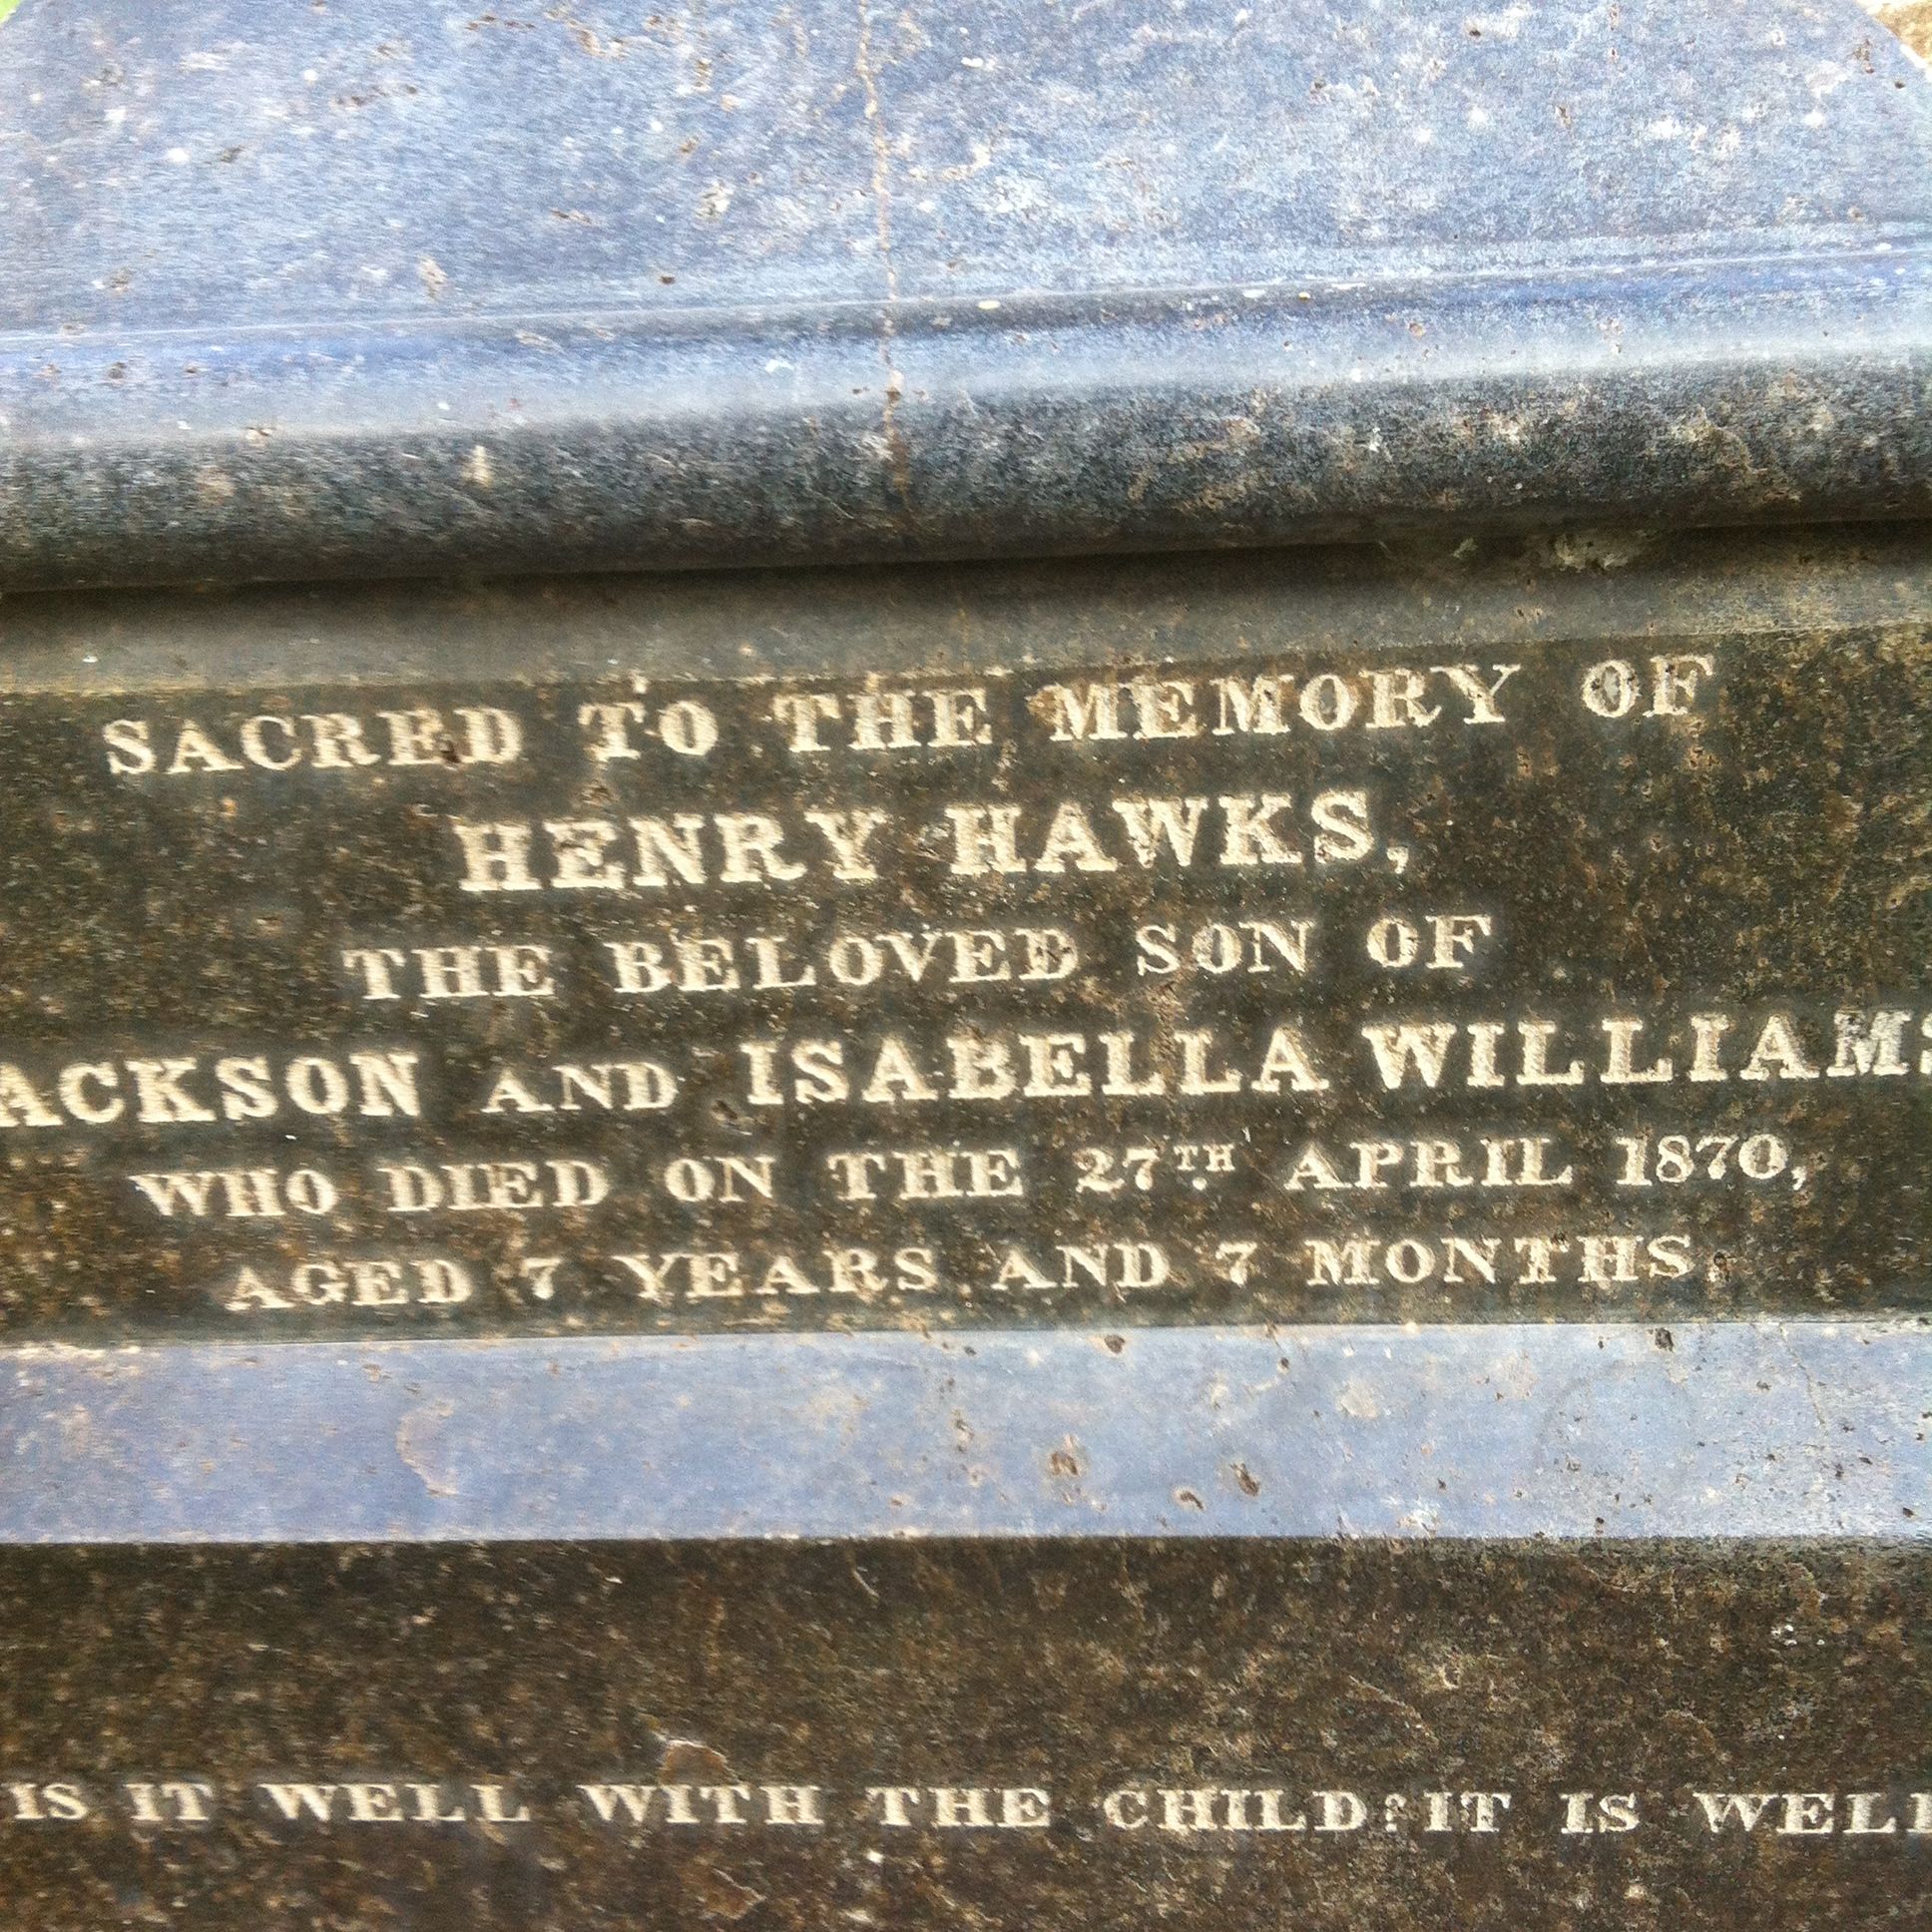 SACRED TO THE MEMORY OF
HENRY HAWKS,
THE BELOVED SON OF
ACKSON AND ISABELLA WILLIAMS
WHO DIED ON THE 27TH. APRIL 1870,
AGED 7 YEARS AND 7 MONTHS.
IS IT WELL WITH THE CHILD? IT IS WELL